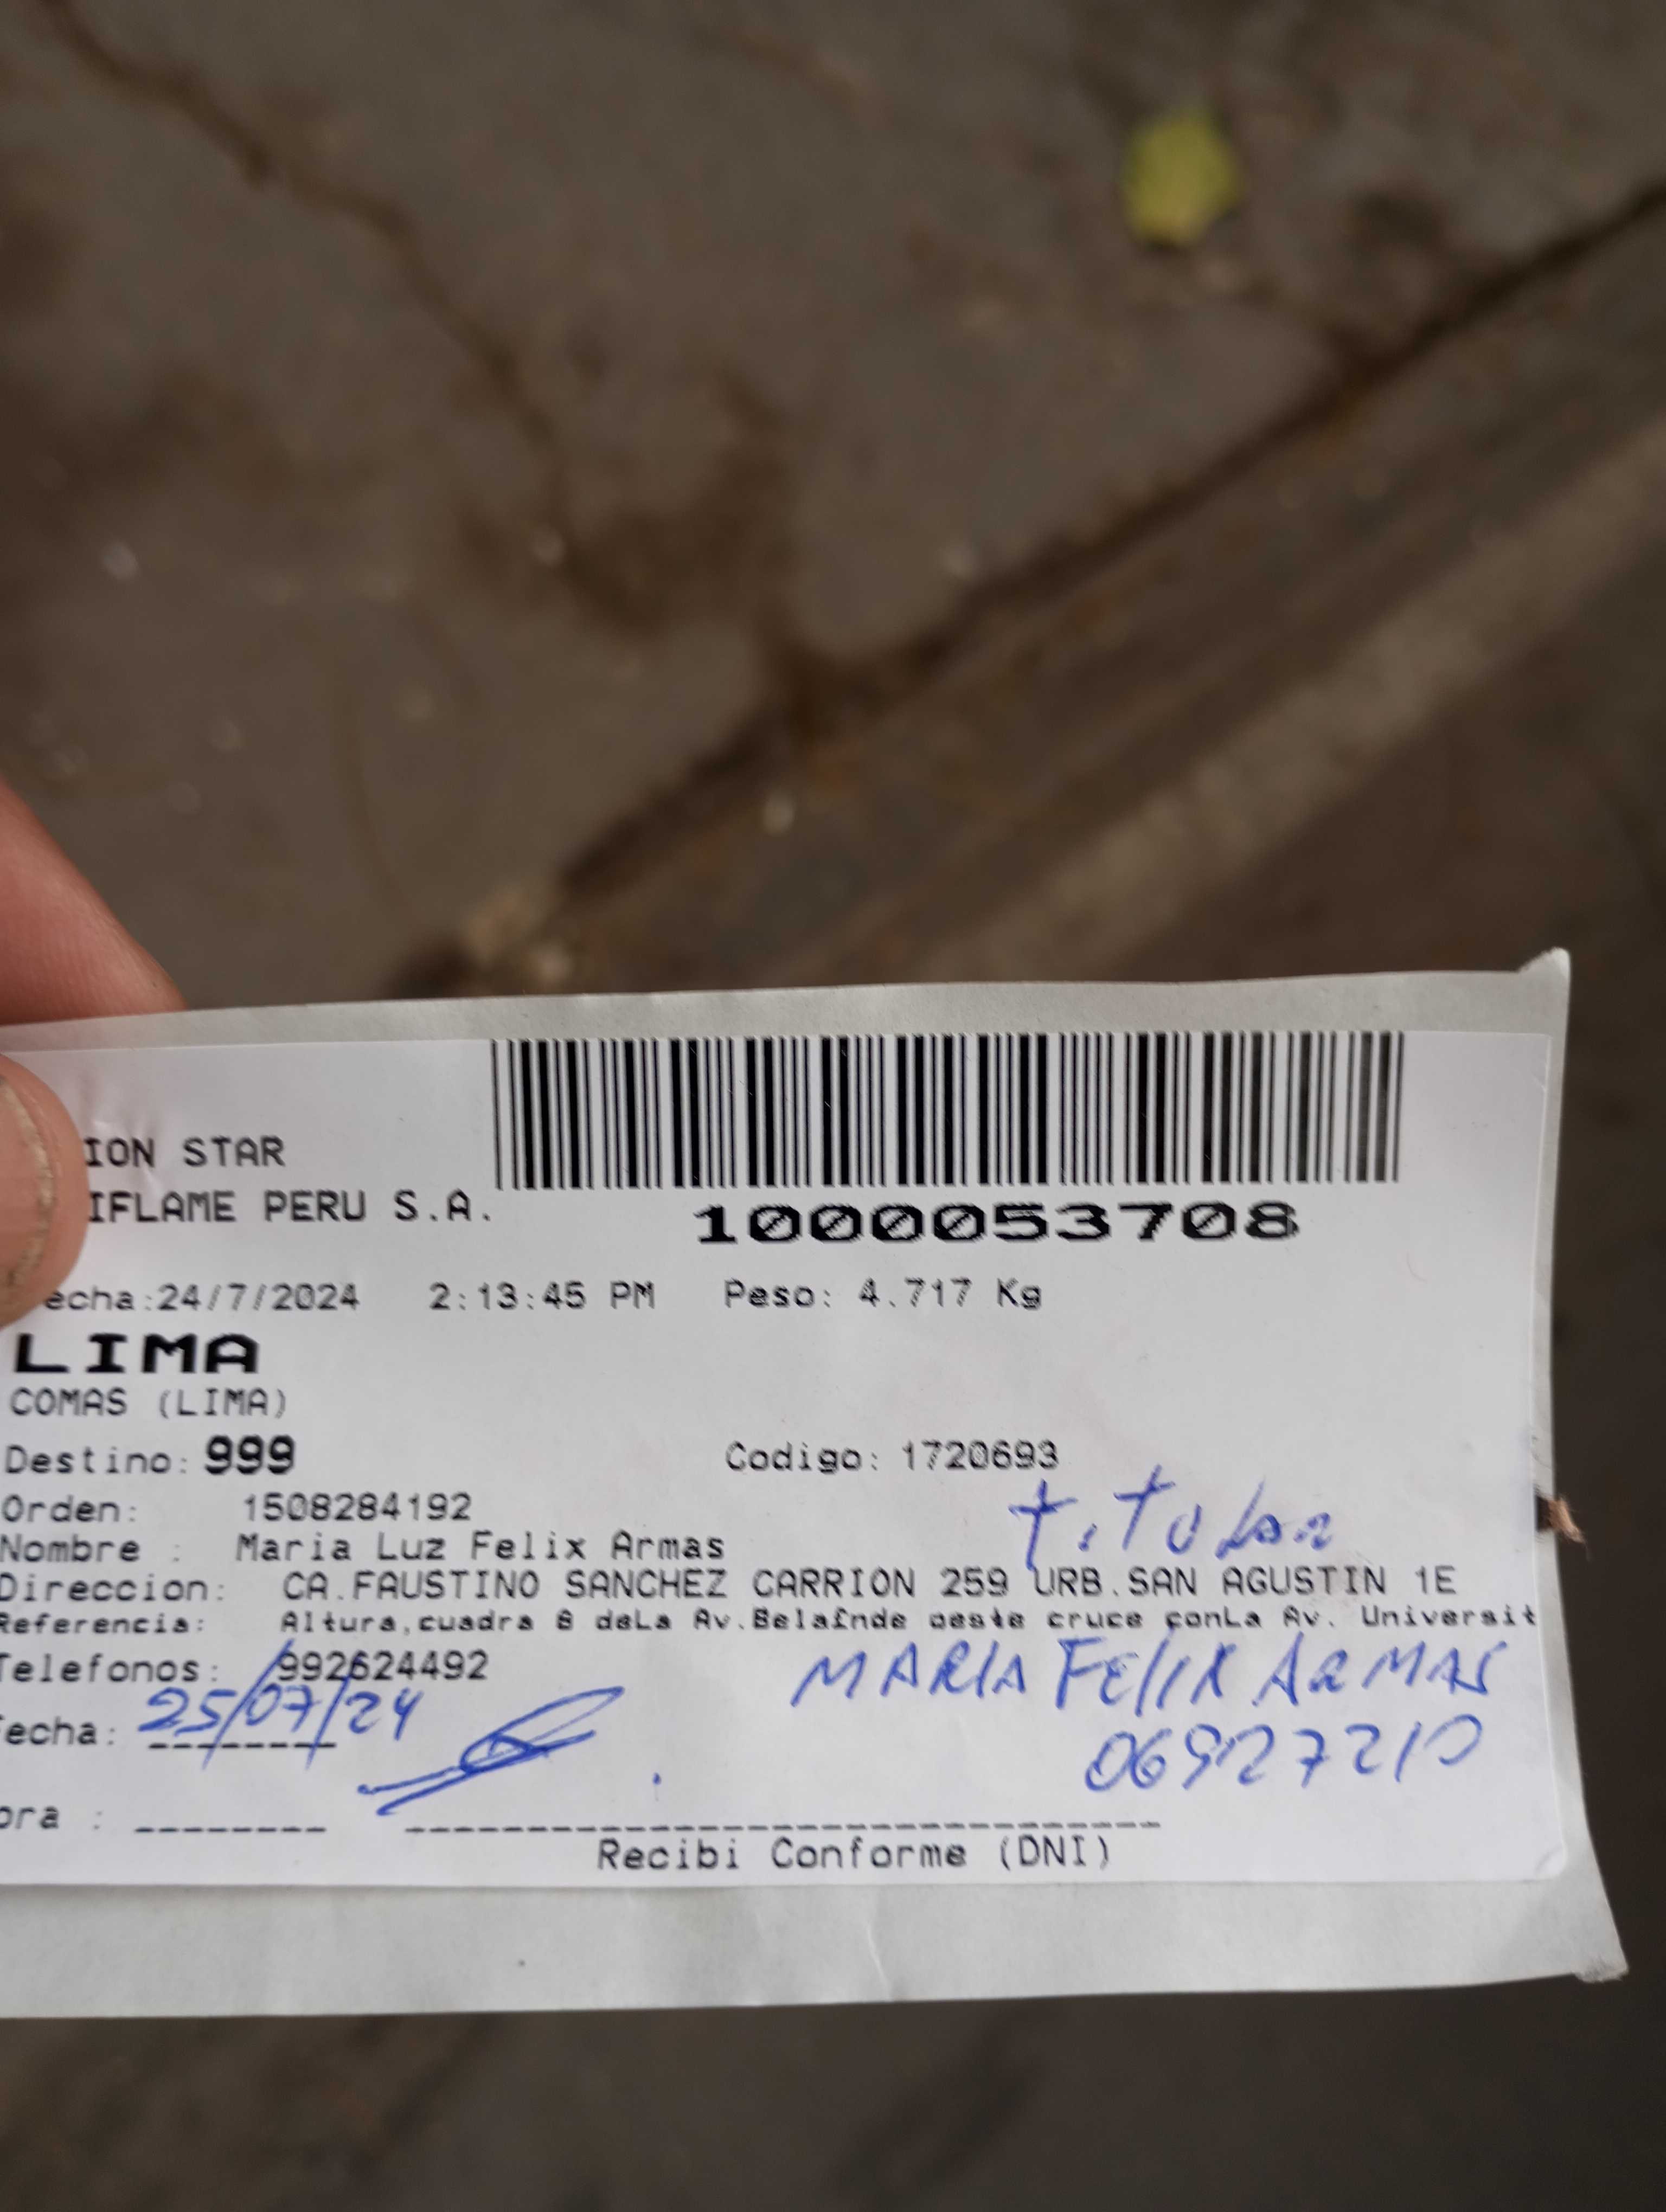 ION STAR
IFLAME PERU S.A.
1000053708
echa:24/7/2024 2:13:45 PM Peso: 4.717 Kg
LIMA
COMAS (LIMA)
Destino: 999 Codigo: 1720693
Orden: 1508284192
titular
Nombre : Maria Luz Felix Armas
Direccion: CA.FAUSTINO SANCHEZ CARRION 259 URB.SAN AGUSTIN 1E
Referencia: Altura,cuadra 8 deLa Av.Belaúnde oeste cruce conLa Av. Universit
Telefonos: 992624492
MARIA FELIX ARMAS
echa: 25/07/24
06927210
ora :
Recibi Conforme (DNI)